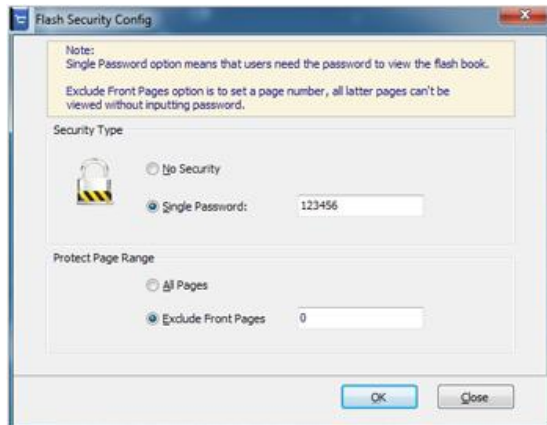 Flash Security Config
Note:
Single Password option means that users need the password to view the flash book.
Exclude Front Pages option is to set a page number, all latter pages can't be
viewed without inputting password.
Security Type
No Security
Single Password:
123456
Protect Page Range
All Pages
Exclude Front Pages
0
OK
Close